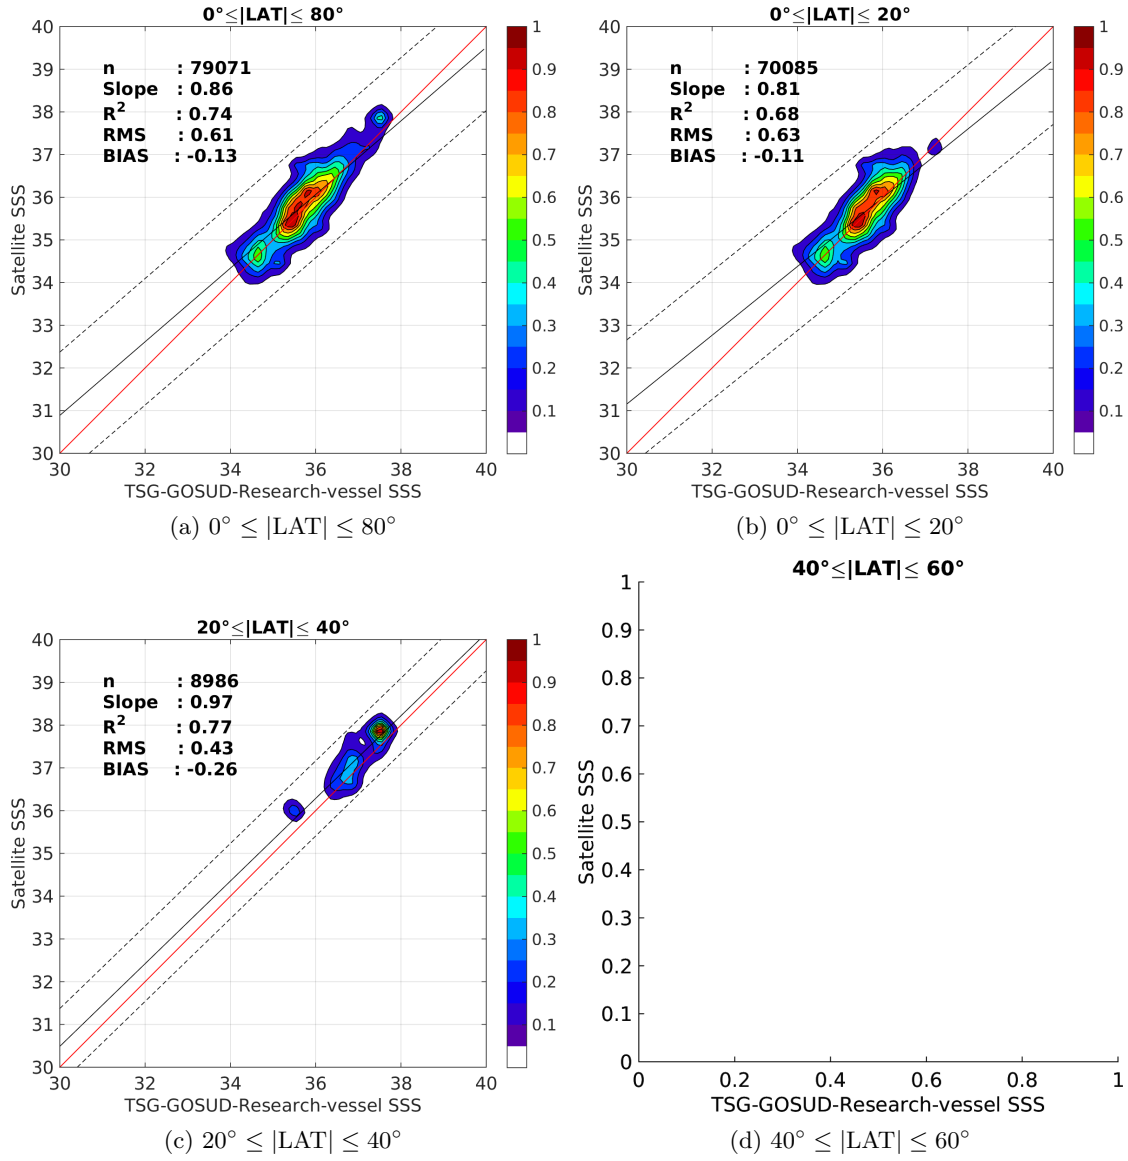 0°≤|LAT|≤ 80°
40
39
38
37
36
35
34
33
32
31
30
n : 79071
Slope : 0.86
R² : 0.74
RMS : 0.61
BIAS : -0.13
1
0.9
0.8
0.7
0.6
0.5
0.4
0.3
0.2
0.1
30 32 34 36 38 40
Satellite SSS
TSG-GOSUD-Research-vessel SSS
(a) 0° ≤ |LAT| ≤ 80°
0°≤|LAT|≤ 20°
40
39
38
37
36
35
34
33
32
31
30
n : 70085
Slope : 0.81
R² : 0.68
RMS : 0.63
BIAS : -0.11
1
0.9
0.8
0.7
0.6
0.5
0.4
0.3
0.2
0.1
30 32 34 36 38 40
Satellite SSS
TSG-GOSUD-Research-vessel SSS
(b) 0° ≤ |LAT| ≤ 20°
20°≤|LAT|≤ 40°
40
39
38
37
36
35
34
33
32
31
30
n : 8986
Slope : 0.97
R² : 0.77
RMS : 0.43
BIAS : -0.26
1
0.9
0.8
0.7
0.6
0.5
0.4
0.3
0.2
0.1
30 32 34 36 38 40
Satellite SSS
TSG-GOSUD-Research-vessel SSS
(c) 20° ≤ |LAT| ≤ 40°
40°≤|LAT|≤ 60°
1
0.9
0.8
0.7
0.6
0.5
0.4
0.3
0.2
0.1
0
0 0.2 0.4 0.6 0.8 1
Satellite SSS
TSG-GOSUD-Research-vessel SSS
(d) 40° ≤ |LAT| ≤ 60°